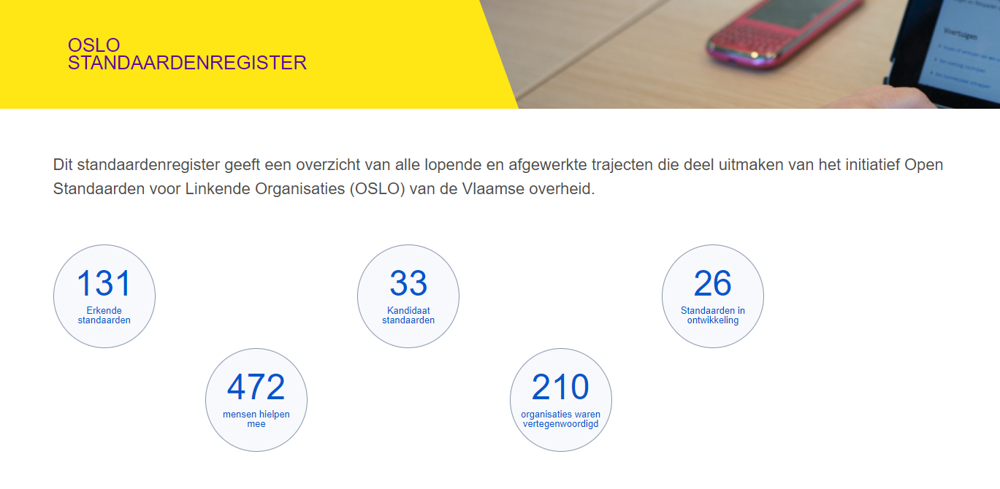 OSLO
STANDAARDENREGISTER
Voertuigen
Dit standaardenregister geeft een overzicht van alle lopende en afgewerkte trajecten die deel uitmaken van het initiatief Open
Standaarden voor Linkende Organisaties (OSLO) van de Vlaamse overheid.
131
Erkende
standaarden
33
Kandidaat
standaarden
26
Standaarden in
ontwikkeling
472
mensen hielpen
mee
210
organisaties waren
vertegenwoordigd